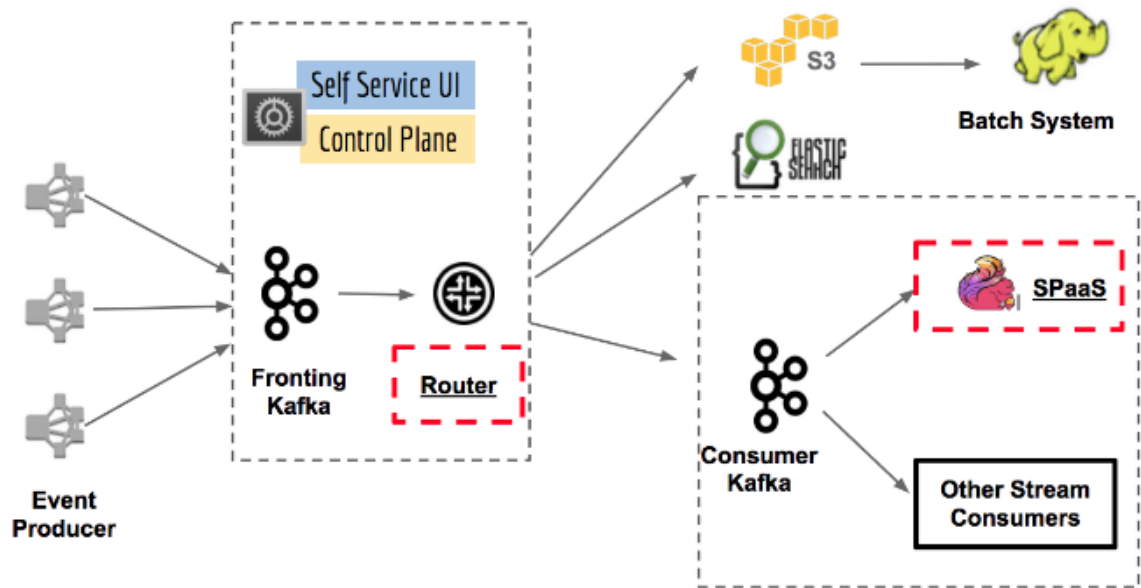 Self Service UI
Control Plane
S3
Batch System
ELASTIC
SEARCH
Fronting
Kafka
Router
SPaaS
Consumer
Kafka
Other Stream
Consumers
Event
Producer